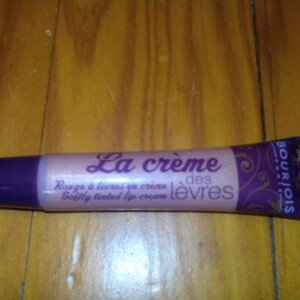 La crème
des
lèvres
Rouge à lèvres en crème
Softly tinted lip cream
BOURJOIS